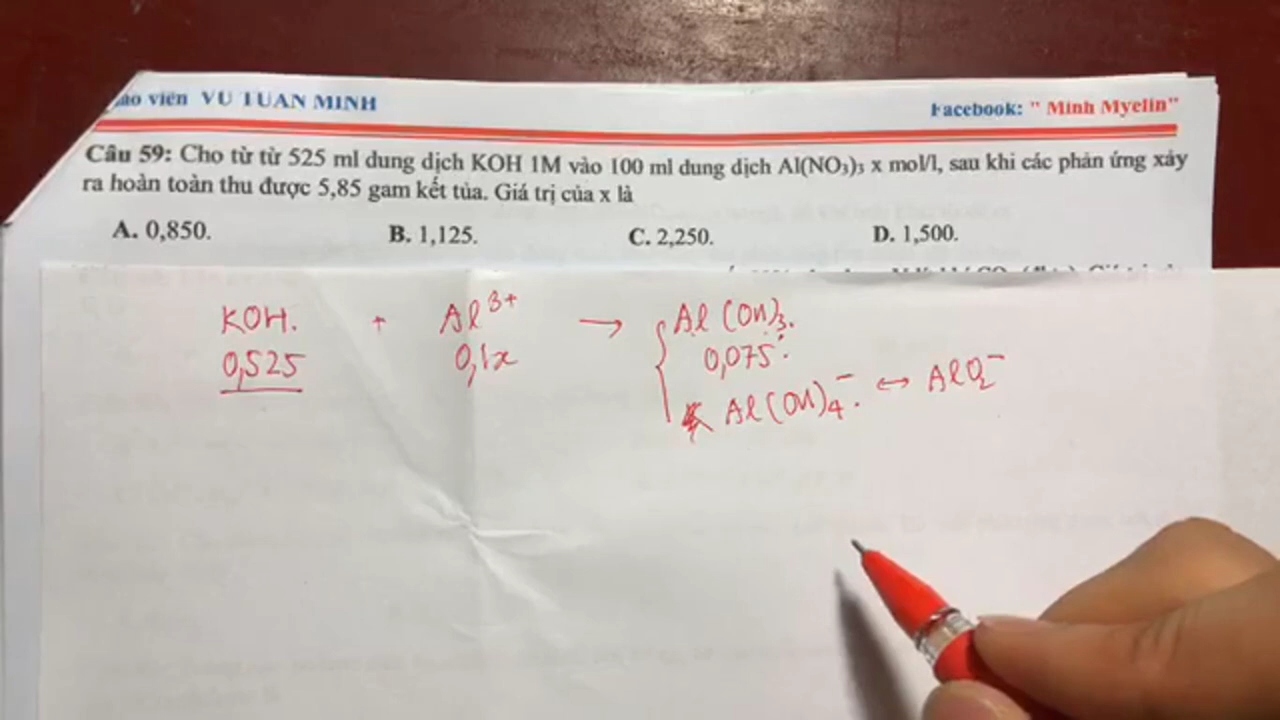 VU TUAN MINH
Facebook: " Minh Myelin"
Câu 59: Cho từ từ 525 ml dung dịch KOH 1M vào 100 ml dung dịch Al(NO₃)₃ x mol/l, sau khi các phản ứng xảy
ra hoàn toàn thu được 5,85 gam kết tủa. Giá trị của x là
A. 0,850. B. 1,125. C. 2,250. D. 1,500.
KOH. + Al³⁺ → { Al(OH)₃.
0,525 0,1x 0,075
Al(OH)₄⁻. ↔ AlO₂⁻